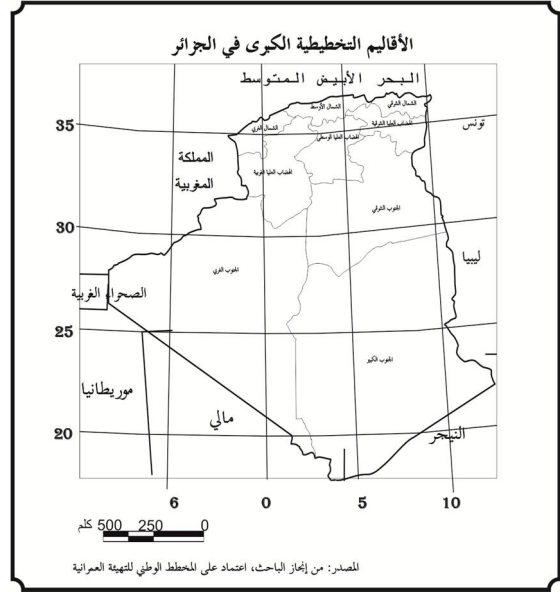 الأقاليم التخطيطية الكبرى في الجزائر
البحر الأبيض المتوسط
الشمال الشرقي
الشمال الأوسط
35
الشمال الغربي
الهضاب العليا الشرقية
الهضاب العليا الوسطى
تونس
المملكة
المغربية
الهضاب العليا الغربية
الجنوب الشرقي
30
ليبيا
الجنوب الغربي
الصحراء الغربية
25
الجنوب الكبير
موريطانيا
مالي
20
النيجر
6 0 5 10
كلم 500 250 0
المصدر: من إنجاز الباحث، اعتماد على المخطط الوطني للتهيئة العمرانية